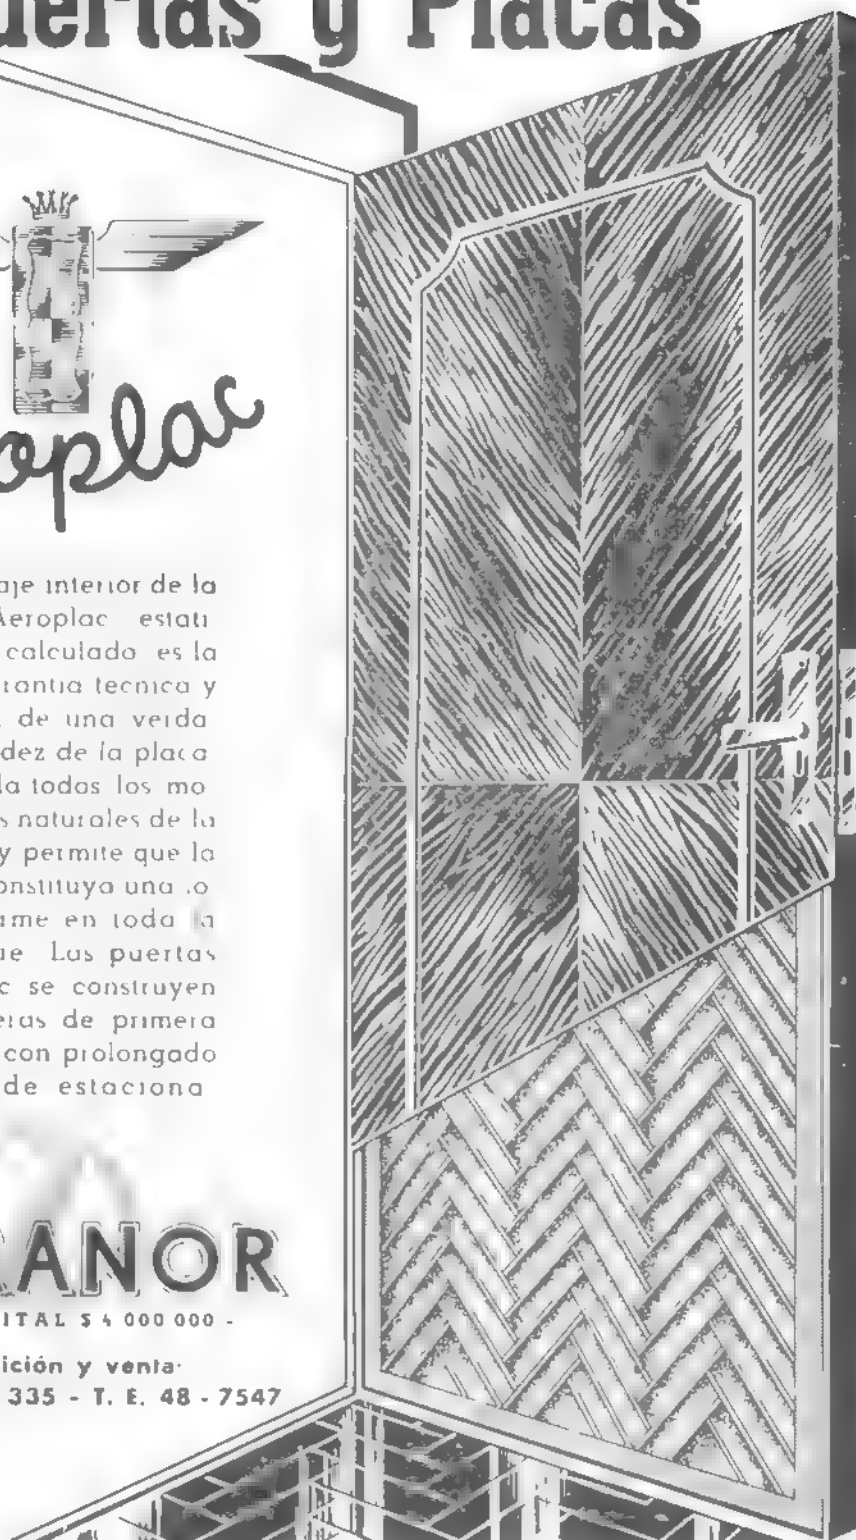 uertas y Placas
oplac
aje interior de la
Aeroplac estati
calculado es la
rantia tecnica y
de una verda
dez de la placa
la todos los mo
s naturales de la
y permite que la
onstituya una
ame en toda la
ue Las puertas
c se construyen
eras de primera
con prolongado
de estaciona
ANOR
ITAL $ 4 000 000 -
ición y venta:
335 - T. E. 48 - 7547